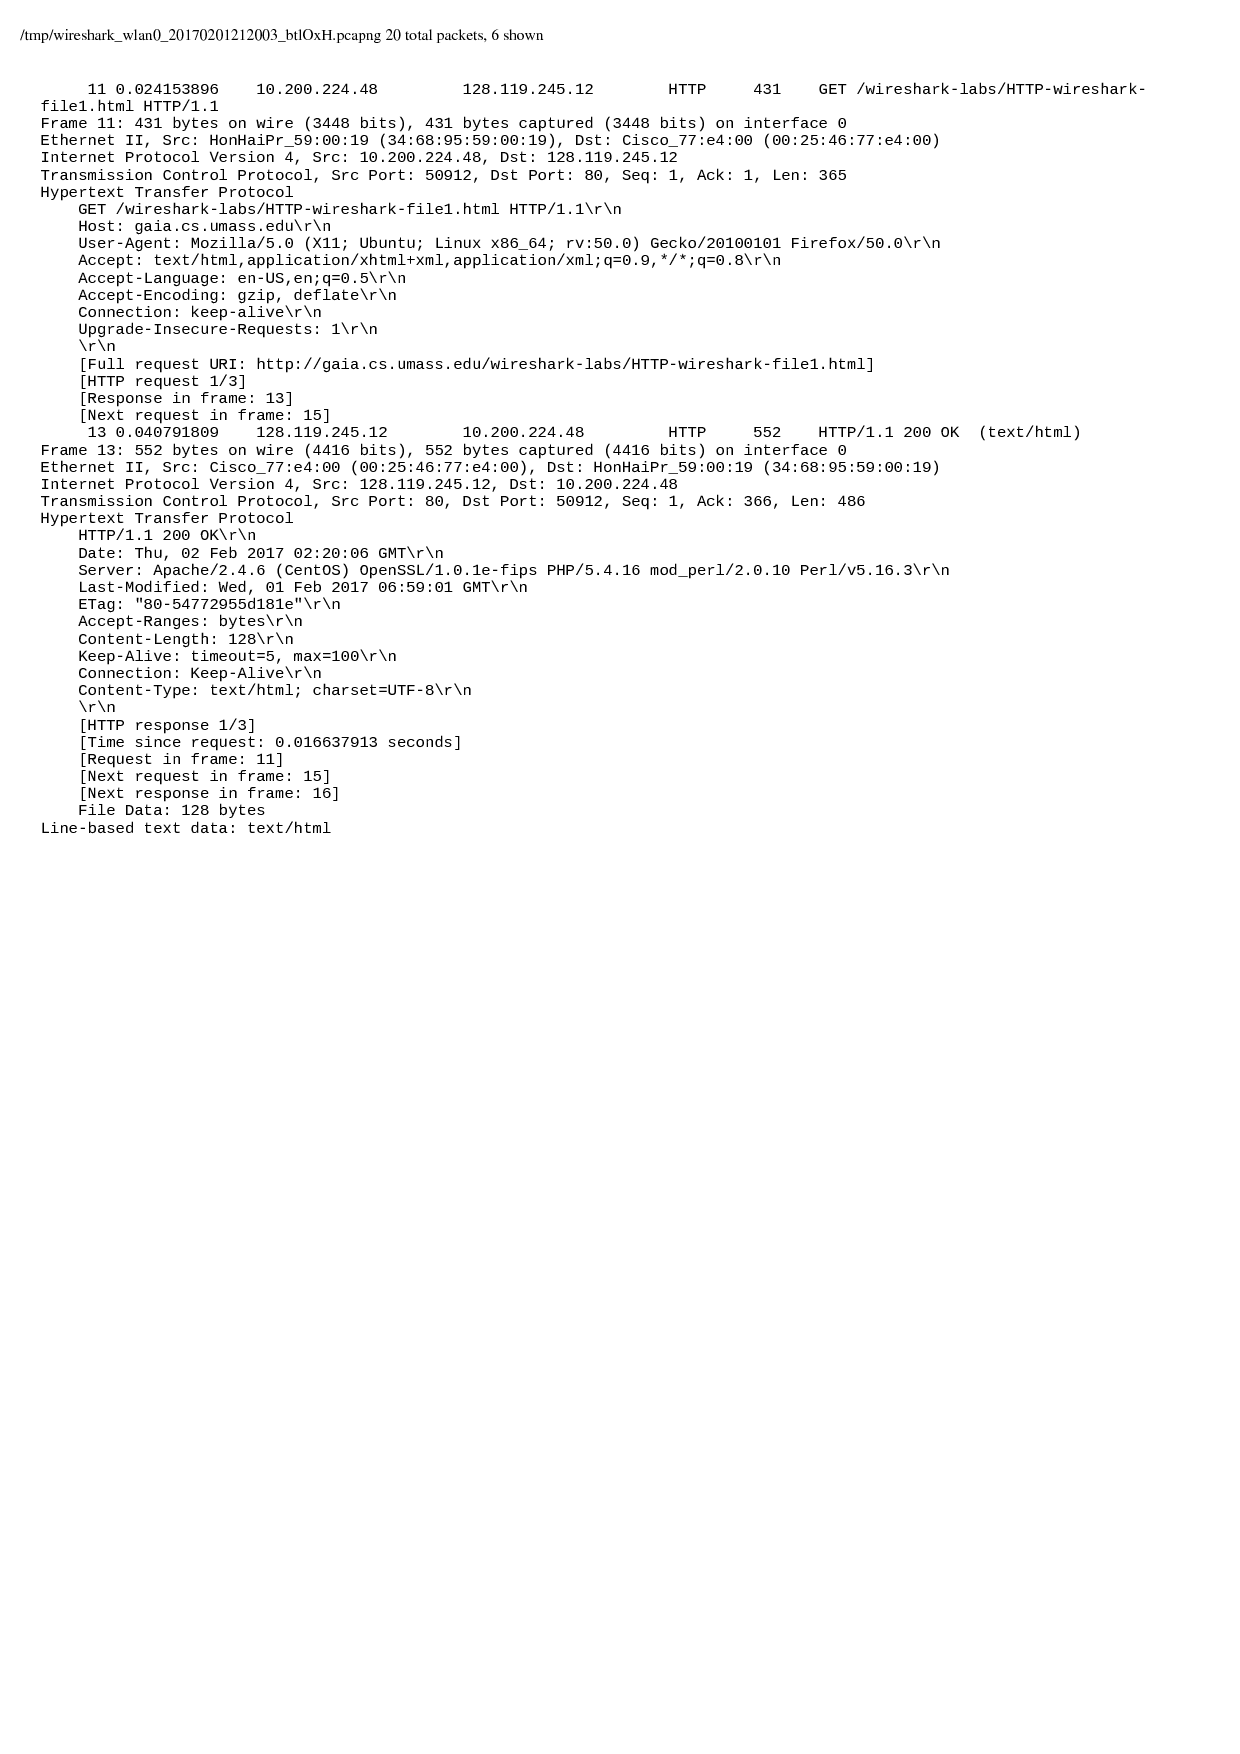 /tmp/wireshark_wlan0_20170201212003_btlOxH.pcapng 20 total packets, 6 shown
11 0.024153896 10.200.224.48 128.119.245.12 HTTP 431 GET /wireshark-labs/HTTP-wireshark-
file1.html HTTP/1.1
Frame 11: 431 bytes on wire (3448 bits), 431 bytes captured (3448 bits) on interface 0
Ethernet II, Src: HonHaiPr_59:00:19 (34:68:95:59:00:19), Dst: Cisco_77:e4:00 (00:25:46:77:e4:00)
Internet Protocol Version 4, Src: 10.200.224.48, Dst: 128.119.245.12
Transmission Control Protocol, Src Port: 50912, Dst Port: 80, Seq: 1, Ack: 1, Len: 365
Hypertext Transfer Protocol
GET /wireshark-labs/HTTP-wireshark-file1.html HTTP/1.1\r\n
Host: gaia.cs.umass.edu\r\n
User-Agent: Mozilla/5.0 (X11; Ubuntu; Linux x86_64; rv:50.0) Gecko/20100101 Firefox/50.0\r\n
Accept: text/html,application/xhtml+xml,application/xml;q=0.9,*/*;q=0.8\r\n
Accept-Language: en-US,en;q=0.5\r\n
Accept-Encoding: gzip, deflate\r\n
Connection: keep-alive\r\n
Upgrade-Insecure-Requests: 1\r\n
\r\n
[Full request URI: http://gaia.cs.umass.edu/wireshark-labs/HTTP-wireshark-file1.html]
[HTTP request 1/3]
[Response in frame: 13]
[Next request in frame: 15]
13 0.040791809 128.119.245.12 10.200.224.48 HTTP 552 HTTP/1.1 200 OK (text/html)
Frame 13: 552 bytes on wire (4416 bits), 552 bytes captured (4416 bits) on interface 0
Ethernet II, Src: Cisco_77:e4:00 (00:25:46:77:e4:00), Dst: HonHaiPr_59:00:19 (34:68:95:59:00:19)
Internet Protocol Version 4, Src: 128.119.245.12, Dst: 10.200.224.48
Transmission Control Protocol, Src Port: 80, Dst Port: 50912, Seq: 1, Ack: 366, Len: 486
Hypertext Transfer Protocol
HTTP/1.1 200 OK\r\n
Date: Thu, 02 Feb 2017 02:20:06 GMT\r\n
Server: Apache/2.4.6 (CentOS) OpenSSL/1.0.1e-fips PHP/5.4.16 mod_perl/2.0.10 Perl/v5.16.3\r\n
Last-Modified: Wed, 01 Feb 2017 06:59:01 GMT\r\n
ETag: "80-54772955d181e"\r\n
Accept-Ranges: bytes\r\n
Content-Length: 128\r\n
Keep-Alive: timeout=5, max=100\r\n
Connection: Keep-Alive\r\n
Content-Type: text/html; charset=UTF-8\r\n
\r\n
[HTTP response 1/3]
[Time since request: 0.016637913 seconds]
[Request in frame: 11]
[Next request in frame: 15]
[Next response in frame: 16]
File Data: 128 bytes
Line-based text data: text/html